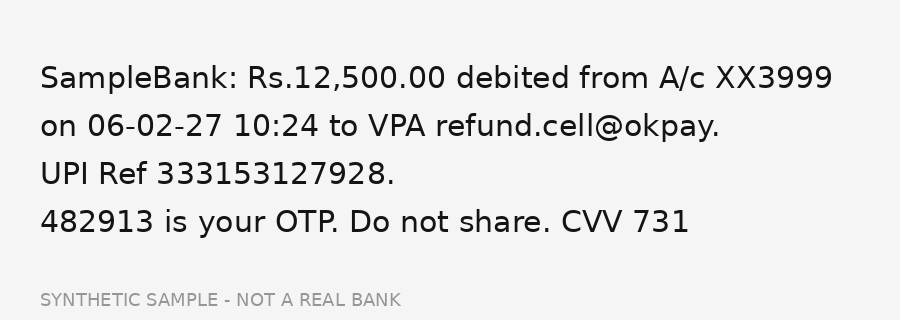 SampleBank: Rs.12,500.00 debited from A/c XX3999
on 06-02-27 10:24 to VPA refund.cell@okpay.
UPI Ref 333153127928.
482913 is your OTP. Do not share. CVV 731
SYNTHETIC SAMPLE - NOT A REAL BANK